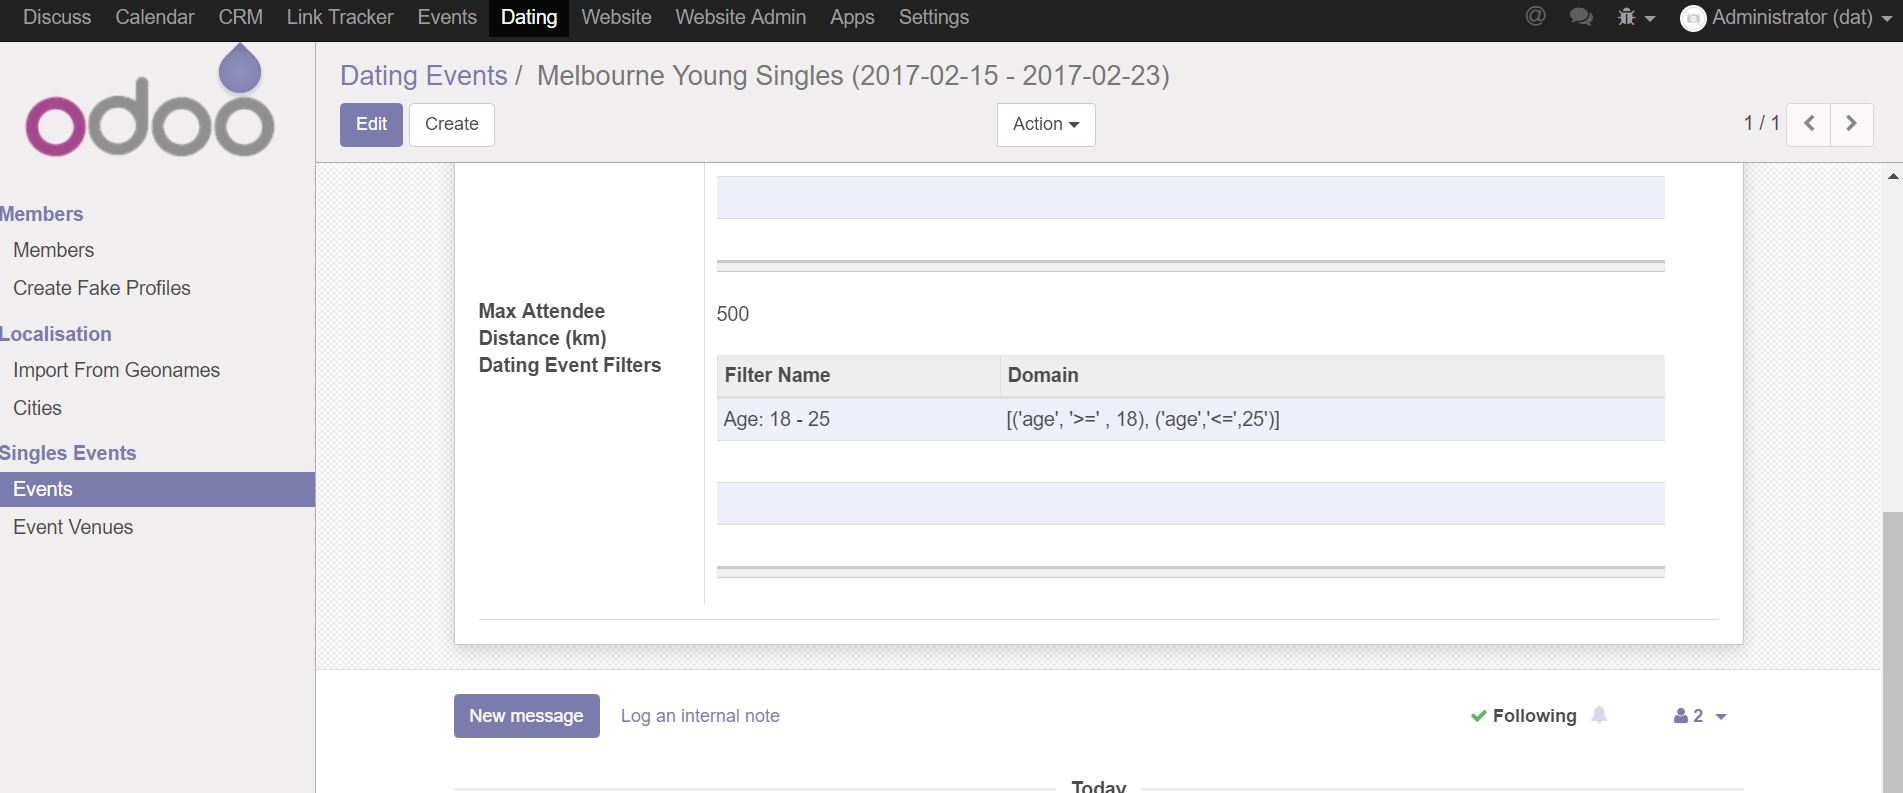 Discuss Calendar CRM Link Tracker Events Dating Website Website Admin Apps Settings @ Administrator (dat)
odoo
Dating Events / Melbourne Young Singles (2017-02-15 - 2017-02-23)
Edit Create Action 1 / 1
Members
Members
Create Fake Profiles
Localisation
Import From Geonames
Cities
Singles Events
Events
Event Venues
Max Attendee
Distance (km)
500
Dating Event Filters
Filter Name Domain
Age: 18 - 25 [('age', '>=' , 18), ('age','<=',25')]
New message Log an internal note Following 2
Today